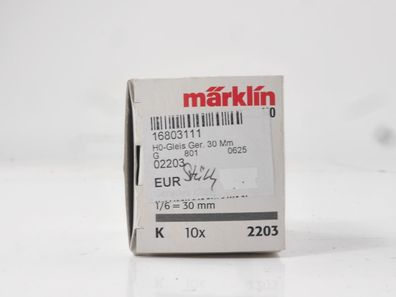 märklin
16803111
H0-Gleis Ger. 30 Mm
G 801 0625
02203
EUR
1/6 = 30 mm
K 10x 2203